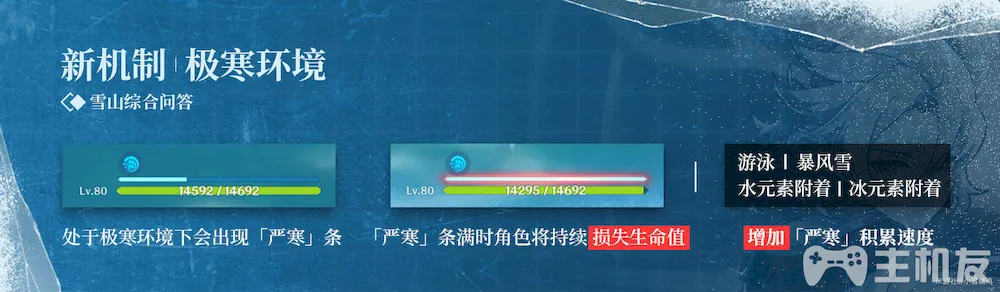 新机制 | 极寒环境
雪山综合问答
Lv.80 14592 / 14692
Lv.80 14295 / 14692
游泳 | 暴风雪
水元素附着 | 冰元素附着
处于极寒环境下会出现「严寒」条
「严寒」条满时角色将持续 损失生命值
增加「严寒」积累速度
主机友